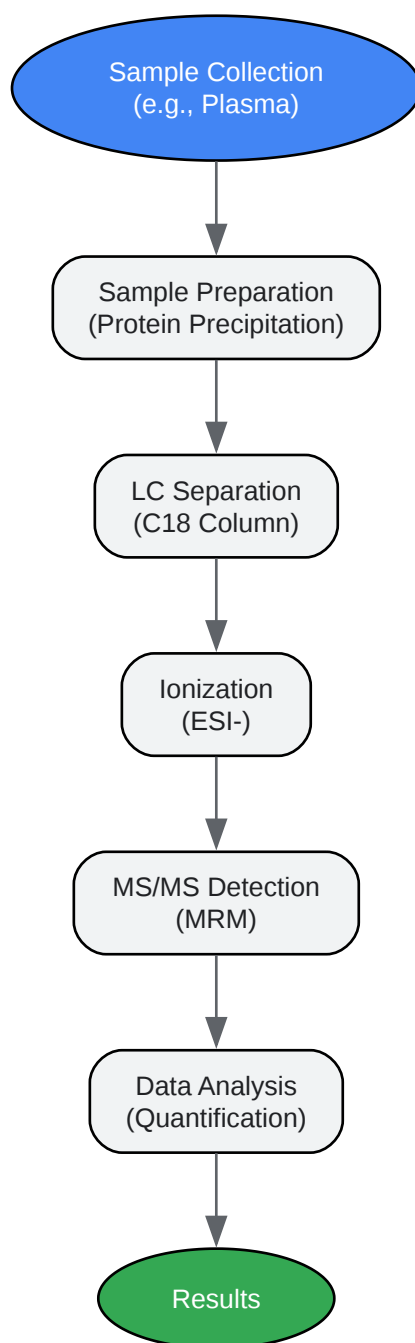 Sample Collection
(e.g., Plasma)
Sample Preparation
(Protein Precipitation)
LC Separation
(C18 Column)
Ionization
(ESI-)
MS/MS Detection
(MRM)
Data Analysis
(Quantification)
Results